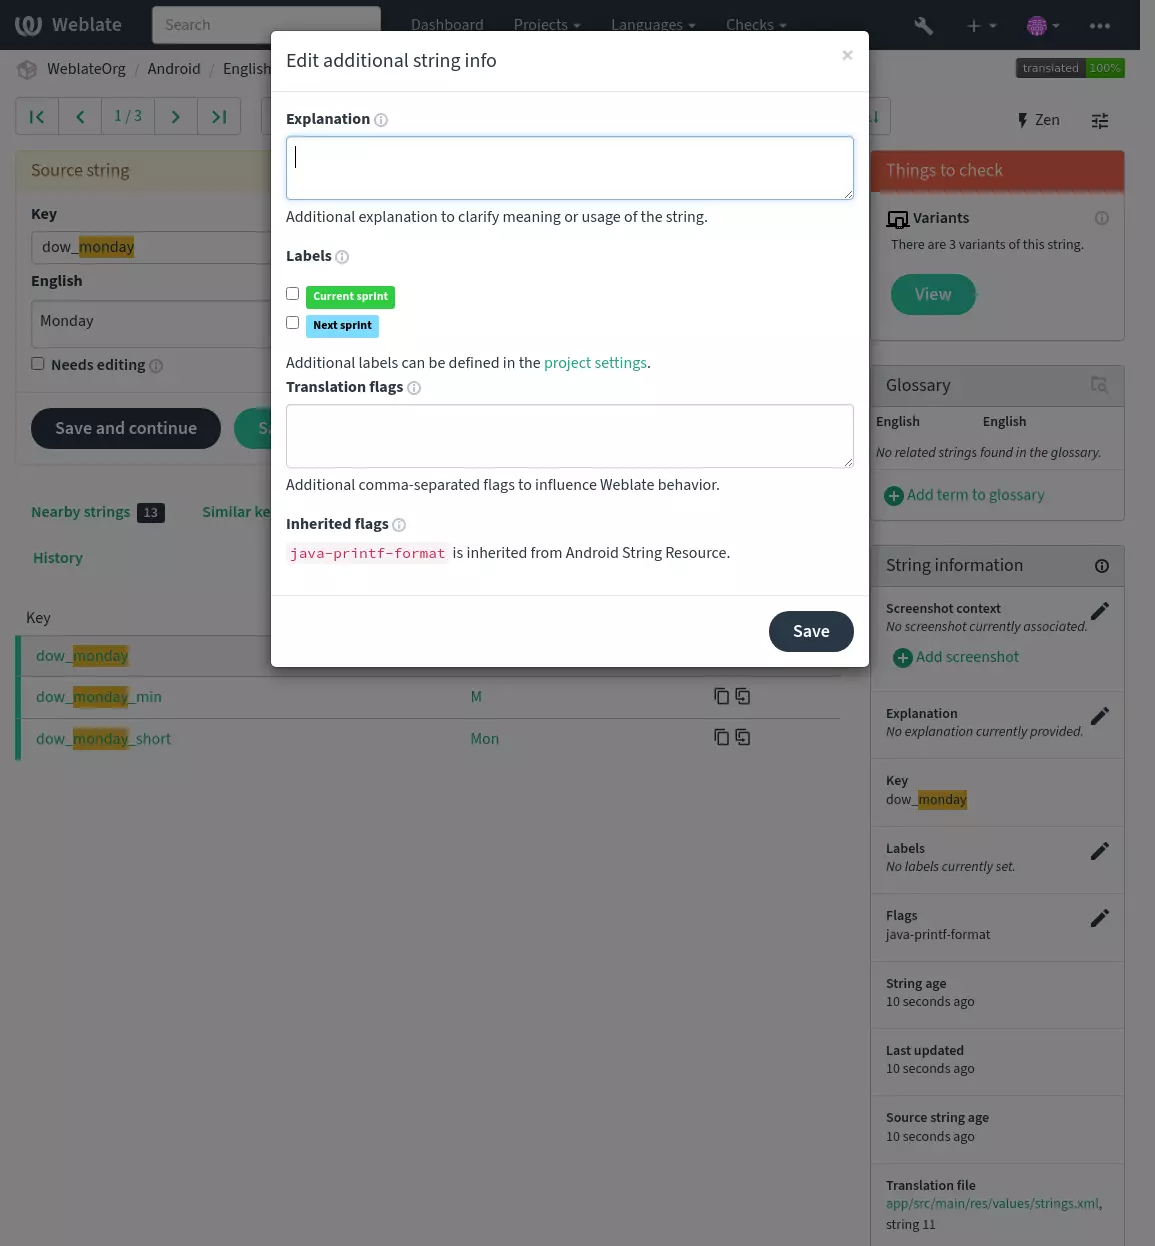 Weblate
Search
Dashboard
Projects
Languages
Checks
WeblateOrg / Android / English
translated 100%
1 / 3
Zen
Edit additional string info
×
Explanation
Additional explanation to clarify meaning or usage of the string.
Labels
Current sprint
Next sprint
Additional labels can be defined in the project settings.
Translation flags
Additional comma-separated flags to influence Weblate behavior.
Inherited flags
java-printf-format is inherited from Android String Resource.
Save
Source string
Key
dow_monday
English
Monday
Needs editing
Save and continue
Nearby strings 13
Similar ke
History
Key
dow_monday
dow_monday_min M
dow_monday_short Mon
Things to check
Variants
There are 3 variants of this string.
View
Glossary
English English
No related strings found in the glossary.
Add term to glossary
String information
Screenshot context
No screenshot currently associated.
Add screenshot
Explanation
No explanation currently provided.
Key
dow_monday
Labels
No labels currently set.
Flags
java-printf-format
String age
10 seconds ago
Last updated
10 seconds ago
Source string age
10 seconds ago
Translation file
app/src/main/res/values/strings.xml,
string 11